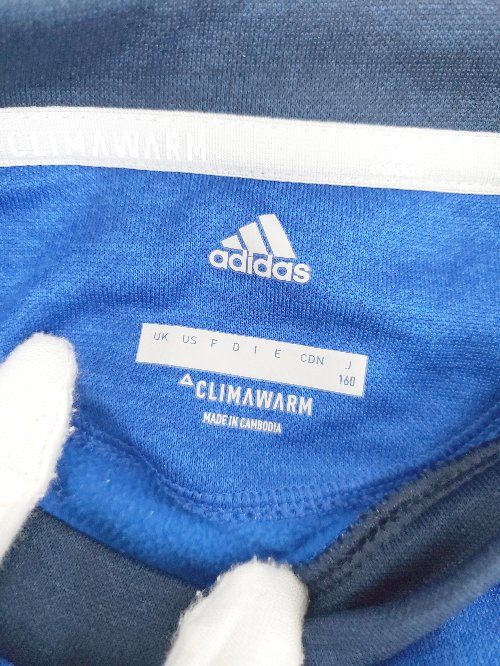 CLIMAWARM
adidas
UK US F D I E CDN J
160
CLIMAWARM
MADE IN CAMBODIA